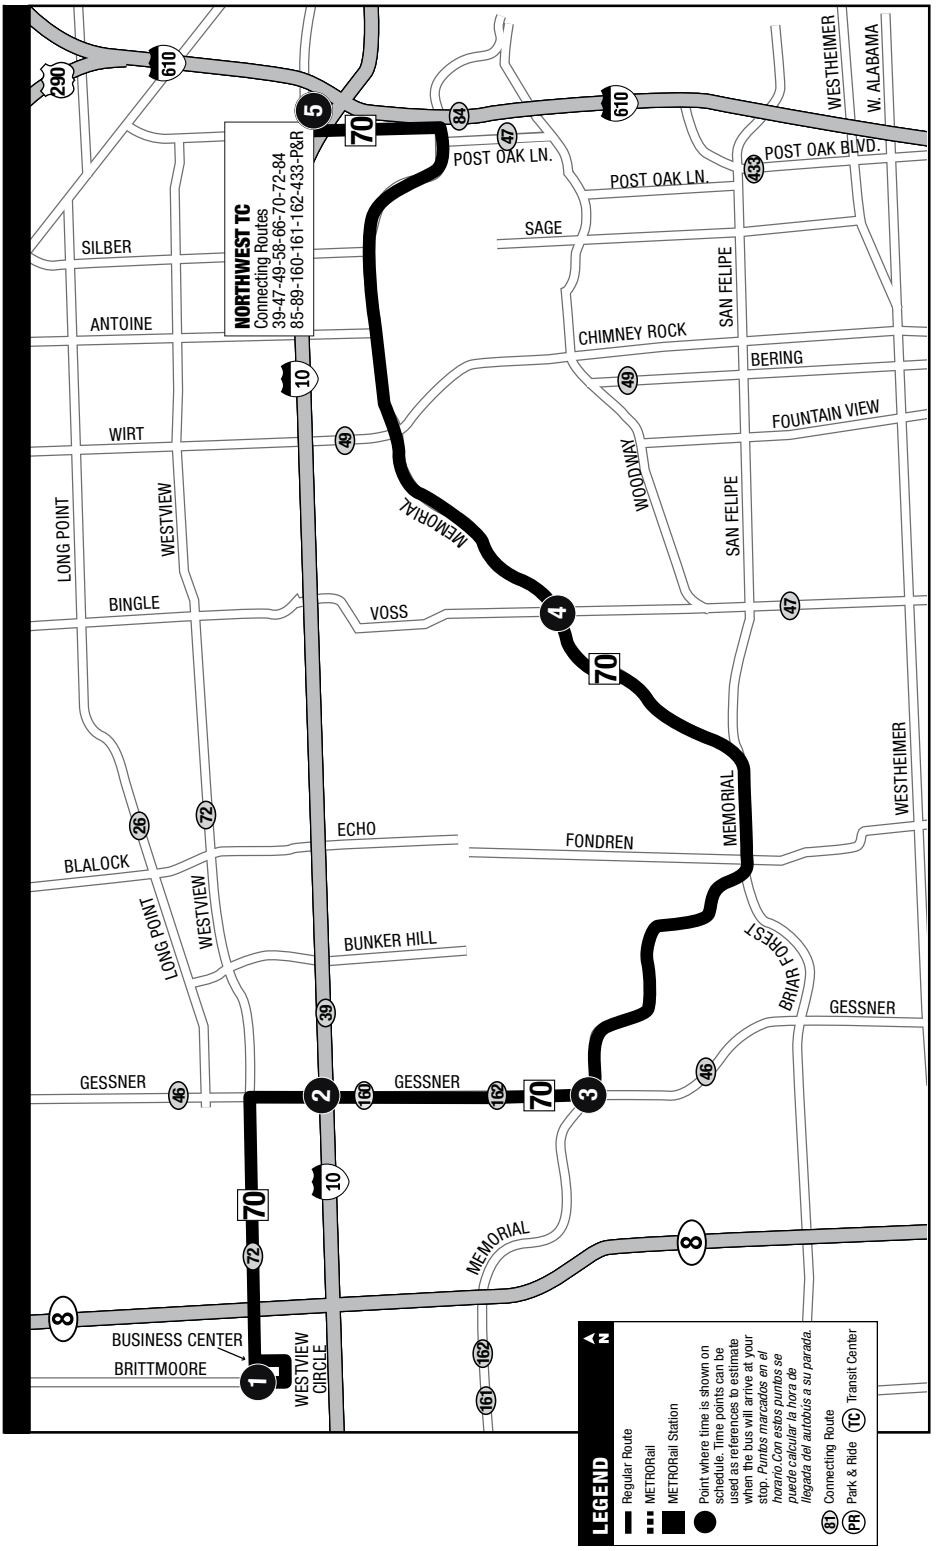 290
610
5
NORTHWEST TC
Connecting Routes
39-47-49-58-66-70-72-84
85-89-160-161-162-433-P&R
70
84
47
610
POST OAK LN.
POST OAK LN.
433
POST OAK BLVD.
WESTHEIMER
W. ALABAMA
SILBER
SAGE
SAN FELIPE
ANTOINE
CHIMNEY ROCK
BERING
10
49
49
WIRT
FOUNTAIN VIEW
LONG POINT
WESTVIEW
MEMORIAL
WOODWAY
SAN FELIPE
BINGLE
VOSS
4
47
70
26
72
ECHO
FONDREN
MEMORIAL
WESTHEIMER
BLALOCK
LONG POINT
WESTVIEW
BUNKER HILL
BRIAR FOREST
39
GESSNER
GESSNER
46
2
160
GESSNER
162
70
3
46
10
70
72
MEMORIAL
8
8
BUSINESS CENTER
BRITTMOORE
1
WESTVIEW
CIRCLE
162
161
LEGEND
N
Regular Route
METRORail
METRORail Station
Point where time is shown on
schedule. Time points can be
used as references to estimate
when the bus will arrive at your
stop. Puntos marcados en el
horario.Con estos puntos se
puede calcular la hora de
llegada del autobús a su parada.
81 Connecting Route
PR Park & Ride TC Transit Center